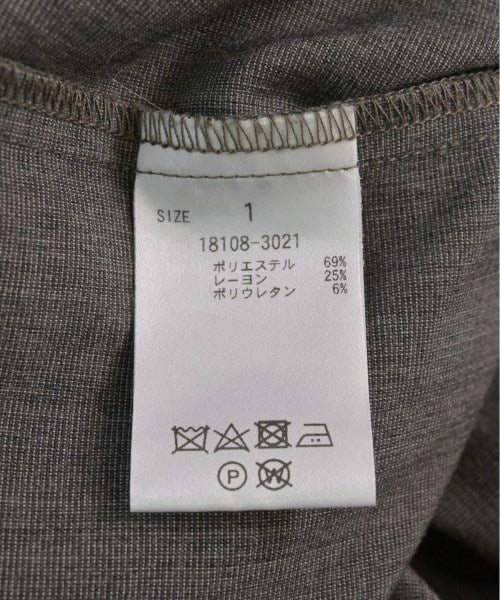 SIZE 1
18108-3021
ポリエステル 69%
レーヨン 25%
ポリウレタン 6%
P W